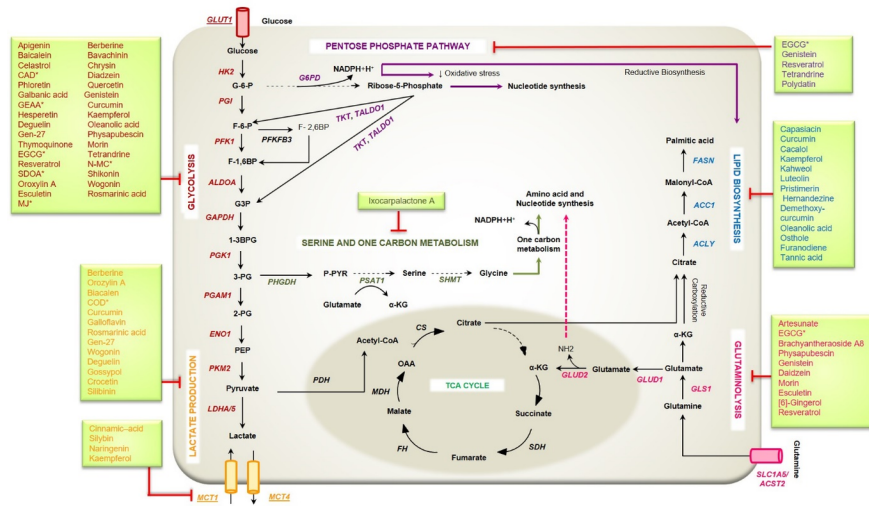 GLUT1
Glucose
Apigenin
Baicalein
Celastrol
CAD*
Phloretin
Galbanic acid
GEAA*
Hesperetin
Deguelin
Gen-27
Thymoquinone
EGCG*
Resveratrol
SDOA*
Oroxylin A
Esculetin
MJ*
Berberine
Bavachinin
Chrysin
Diadzein
Quercetin
Genistein
Curcumin
Kaempferol
Oleanolic acid
Physapubescin
Morin
Tetrandrine
N-MC*
Shikonin
Wogonin
Rosmarinic acid
GLYCOLYSIS
Glucose
HK2
G-6-P
PGI
F-6-P
PFK1
F-1,6BP
ALDOA
G3P
GAPDH
1-3BPG
PGK1
3-PG
PGAM1
2-PG
ENO1
PEP
PKM2
Pyruvate
LDHA/5
Lactate
PFKFB3
F- 2,6BP
PENTOSE PHOSPHATE PATHWAY
G6PD
NADPH+H⁺
↓ Oxidative stress
Ribose-5-Phosphate
Nucleotide synthesis
TKT, TALDO1
TKT, TALDO1
Reductive Biosynthesis
EGCG*
Genistein
Resveratrol
Tetrandrine
Polydatin
Ixocarpalactone A
SERINE AND ONE CARBON METABOLISM
PHGDH
P-PYR
PSAT1
Serine
SHMT
Glycine
Glutamate
α-KG
Amino acid and
Nucleotide synthesis
NADPH+H⁺
One carbon
metabolism
Palmitic acid
FASN
Malonyl-CoA
ACC1
Acetyl-CoA
ACLY
Citrate
Reductive
Carboxylation
α-KG
Glutamate
GLS1
Glutamine
LIPID BIOSYNTHESIS
Capasiacin
Curcumin
Cacalol
Kaempferol
Kahweol
Luteolin
Pristimerin
Hernandezine
Demethoxy-
curcumin
Oleanolic acid
Osthole
Furanodiene
Tannic acid
Berberine
Orozylin A
Biacalen
COD*
Curcumin
Galloflavin
Rosmarinic acid
Gen-27
Wogonin
Deguelin
Gossypol
Crocetin
Silibinin
LACTATE PRODUCTION
Cinnamic–acid
Silybin
Naringenin
Kaempferol
MCT1
MCT4
PDH
Acetyl-CoA
CS
Citrate
OAA
α-KG
TCA CYCLE
MDH
Malate
Succinate
FH
SDH
Fumarate
NH2
GLUD2
Glutamate
GLUD1
GLUTAMINOLYSIS
Artesunate
EGCG*
Brachyantheraoside A8
Physapubescin
Genistein
Daidzein
Morin
Esculetin
[6]-Gingerol
Resveratrol
Glutamine
SLC1A5/
ACST2